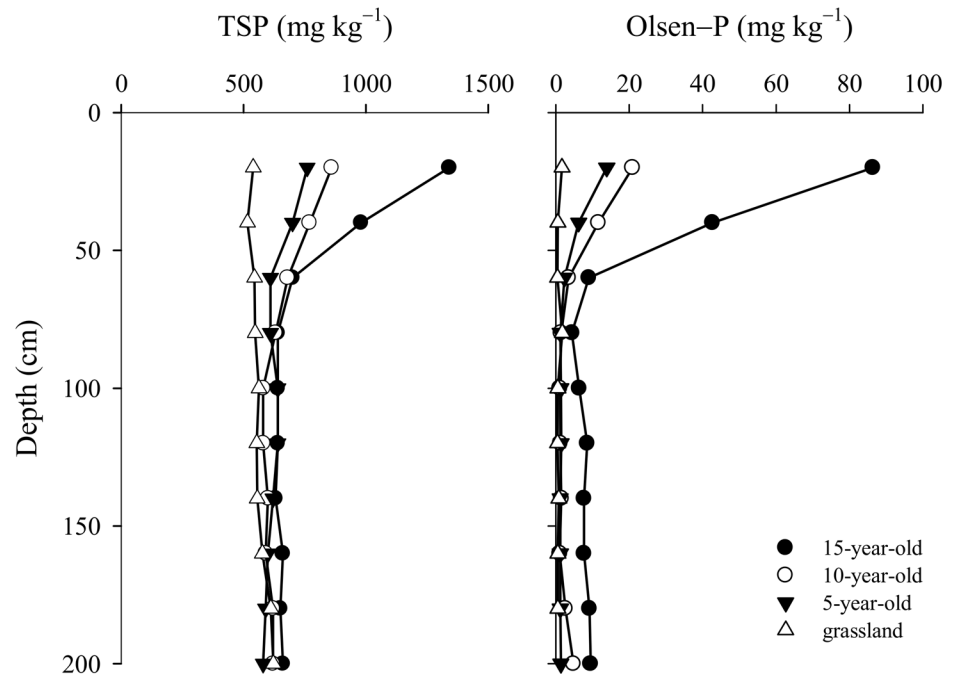 TSP (mg kg⁻¹) Olsen−P (mg kg⁻¹)
0 500 1000 1500 0 20 40 60 80 100
0
50
100
150
200
Depth (cm)
15-year-old
10-year-old
5-year-old
grassland